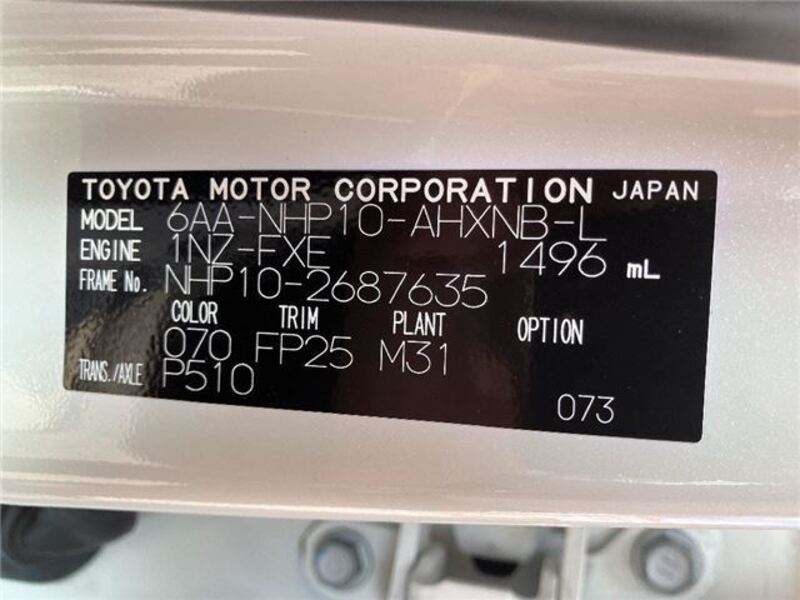 TOYOTA MOTOR CORPORATION JAPAN
MODEL 6AA-NHP10-AHXNB-L
ENGINE 1NZ-FXE 1496 mL
FRAME No. NHP10-2687635
COLOR TRIM PLANT OPTION
070 FP25 M31
TRANS./AXLE P510
073